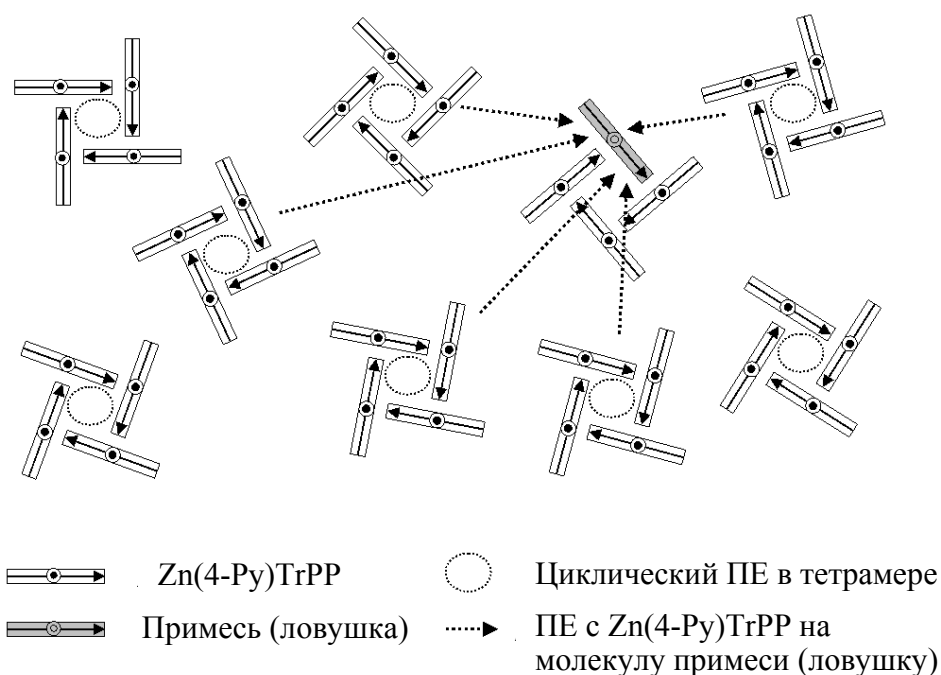 Zn(4-Py)TrPP
Циклический ПЕ в тетрамере
Примесь (ловушка)
ПЕ с Zn(4-Py)TrPP на
молекулу примеси (ловушку)